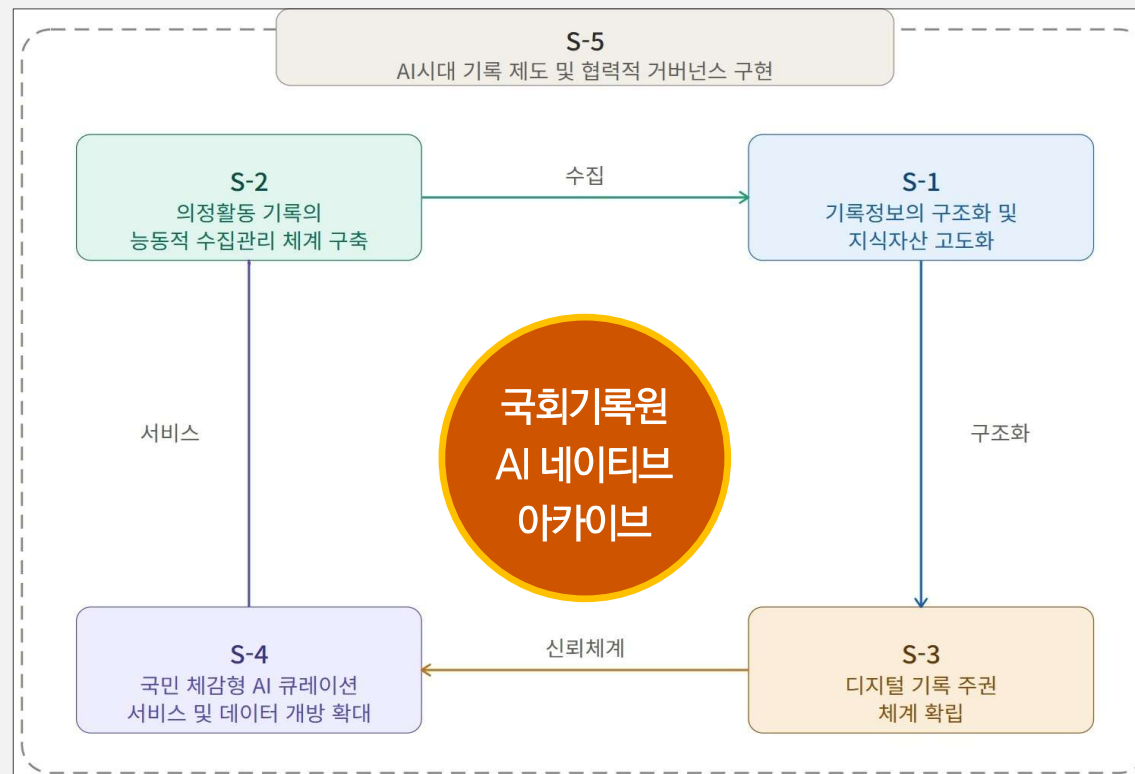 S-5
AI시대 기록 제도 및 협력적 거버넌스 구현
S-2
의정활동 기록의
능동적 수집관리 체계 구축
수집
S-1
기록정보의 구조화 및
지식자산 고도화
서비스
국회기록원
AI 네이티브
아카이브
구조화
S-4
국민 체감형 AI 큐레이션
서비스 및 데이터 개방 확대
신뢰체계
S-3
디지털 기록 주권
체계 확립